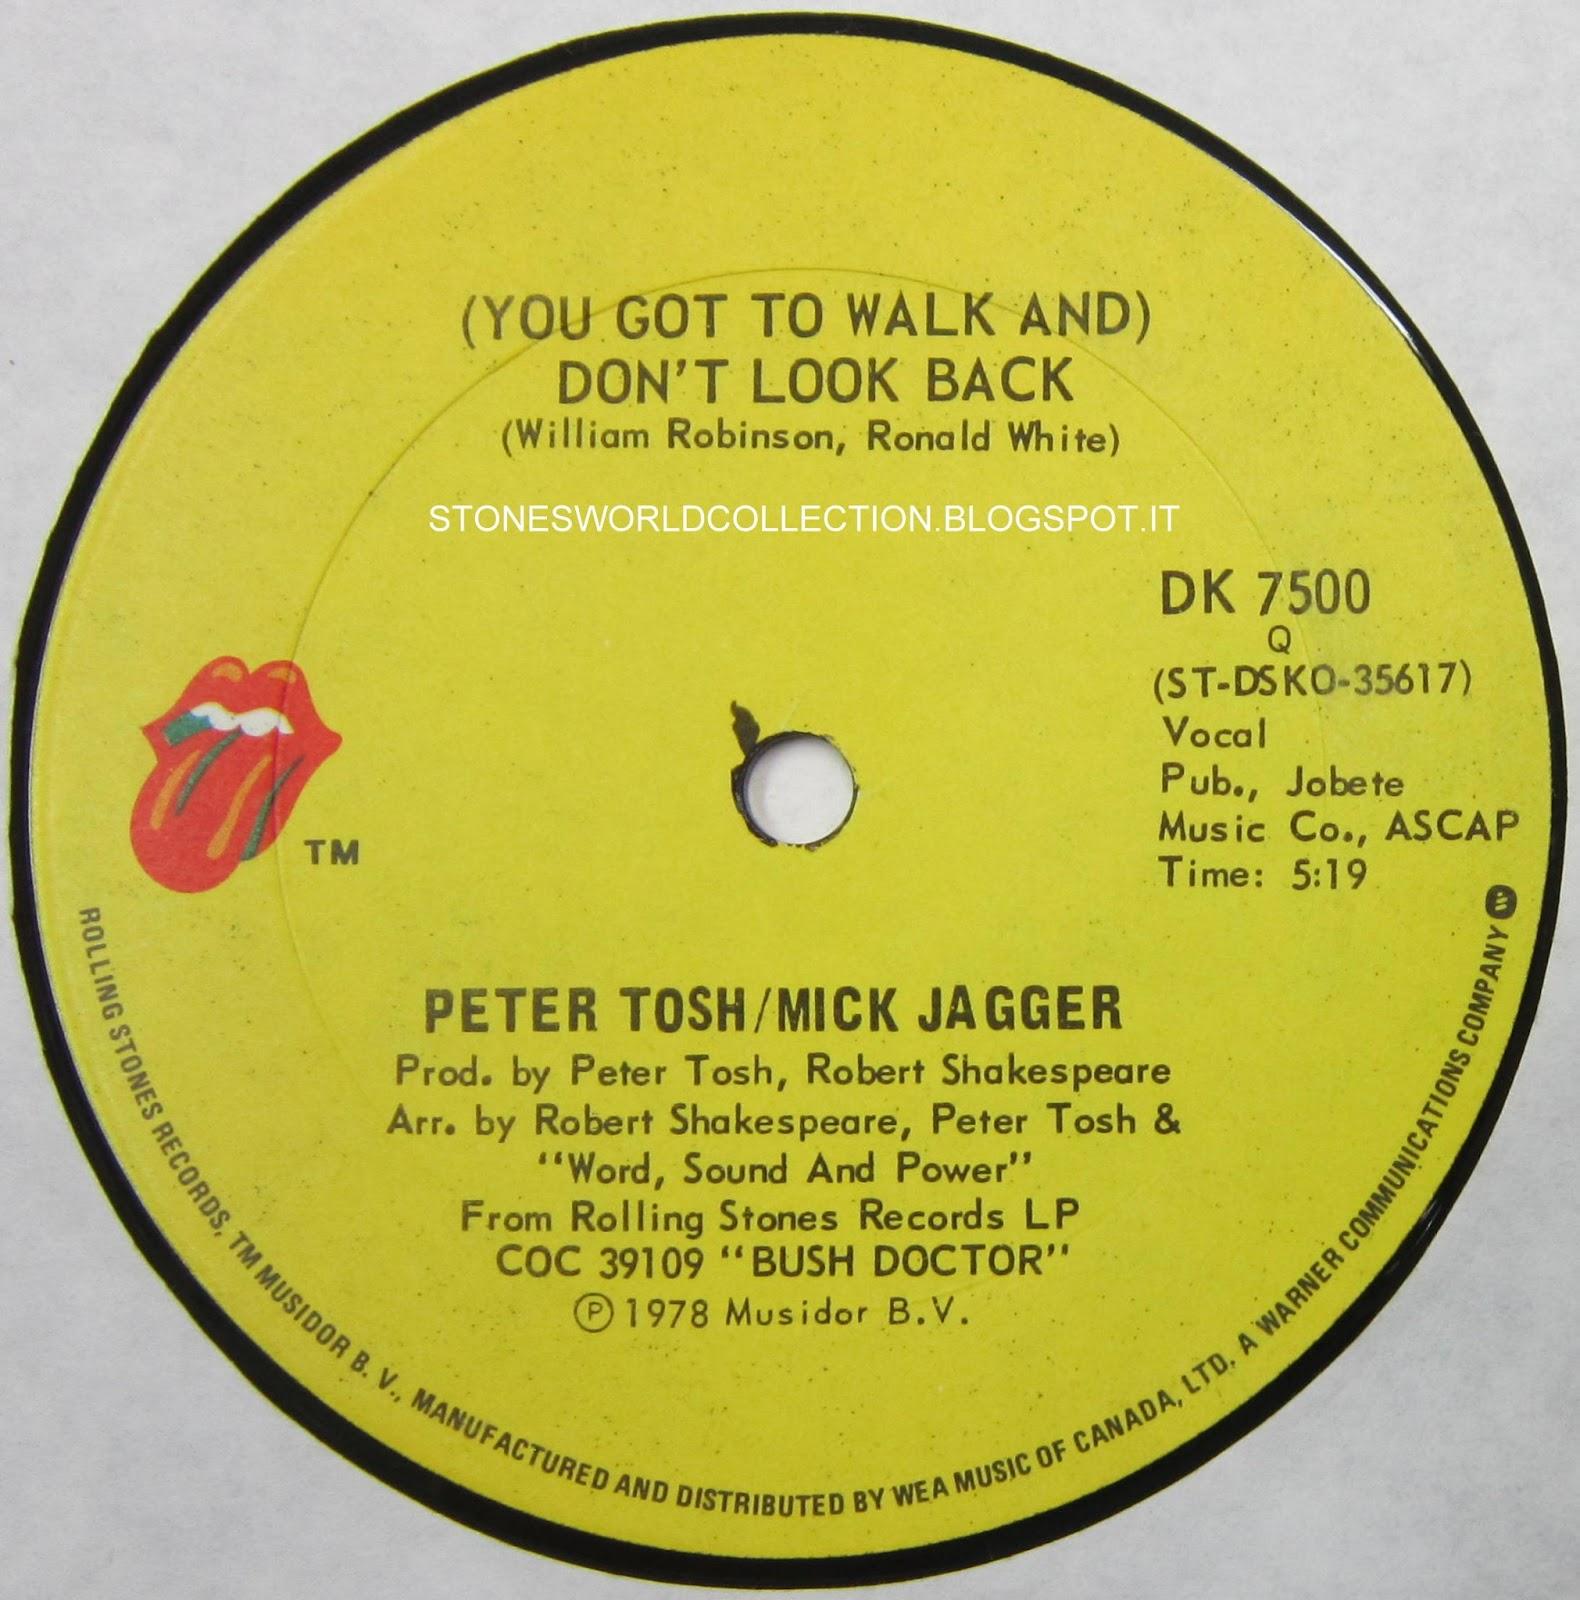 (YOU GOT TO WALK AND)
DON'T LOOK BACK
(William Robinson, Ronald White)
STONESWORLDCOLLECTION.BLOGSPOT.IT
DK 7500
Q
(ST-DSKO-35617)
Vocal
Pub., Jobete
Music Co., ASCAP
Time: 5:19
TM
PETER TOSH/MICK JAGGER
Prod. by Peter Tosh, Robert Shakespeare
Arr. by Robert Shakespeare, Peter Tosh &
"Word, Sound And Power"
From Rolling Stones Records LP
COC 39109 "BUSH DOCTOR"
Ⓟ 1978 Musidor B.V.
ROLLING STONES RECORDS, TM MUSIDOR B. V., MANUFACTURED AND DISTRIBUTED BY WEA MUSIC OF CANADA, LTD. A WARNER COMMUNICATIONS COMPANY